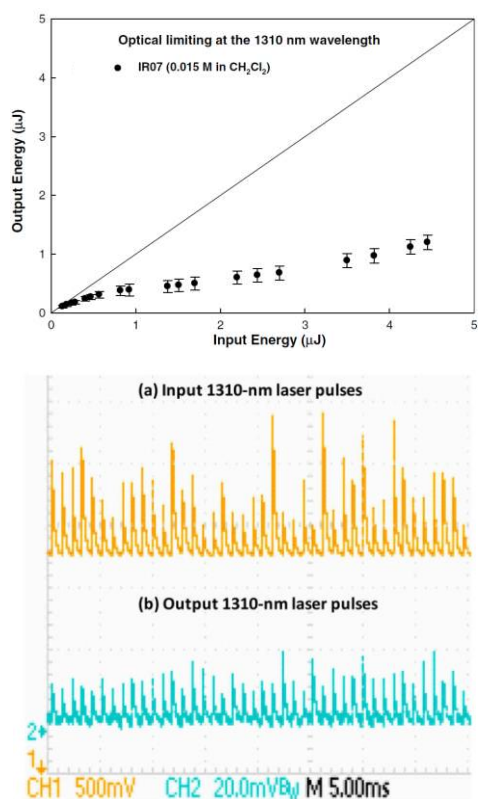 Optical limiting at the 1310 nm wavelength
IR07 (0.015 M in CH₂Cl₂)
Output Energy (μJ)
5
4
3
2
1
0
0 1 2 3 4 5
Input Energy (μJ)
(a) Input 1310-nm laser pulses
(b) Output 1310-nm laser pulses
2
1
CH1 500mV CH2 20.0mVBw M 5.00ms